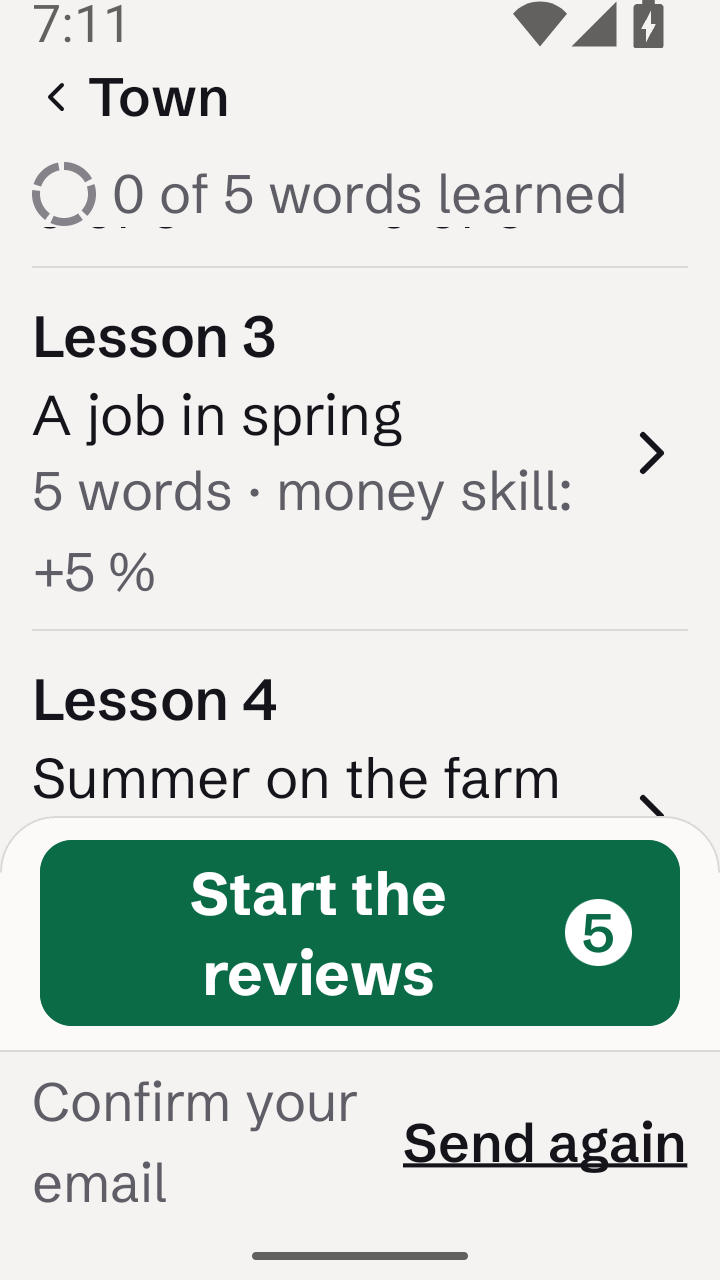 7:11
Town
0 of 5 words learned
Lesson 3
A job in spring
5 words · money skill:
+5 %
Lesson 4
Summer on the farm
Start the
reviews
5
Confirm your
email
Send again